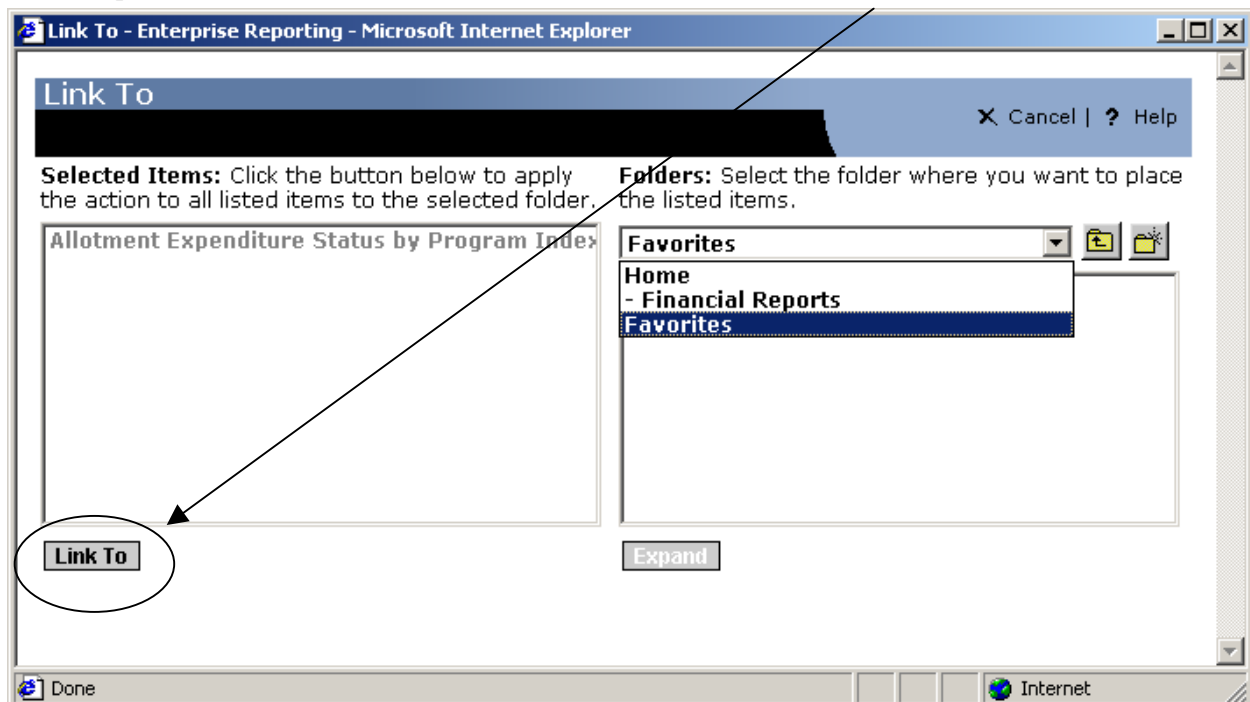 Link To - Enterprise Reporting - Microsoft Internet Explorer
Link To
X Cancel | ? Help
Selected Items: Click the button below to apply
the action to all listed items to the selected folder.
Folders: Select the folder where you want to place
the listed items.
Allotment Expenditure Status by Program Index
Favorites
Home
- Financial Reports
Favorites
Link To
Expand
Done
Internet